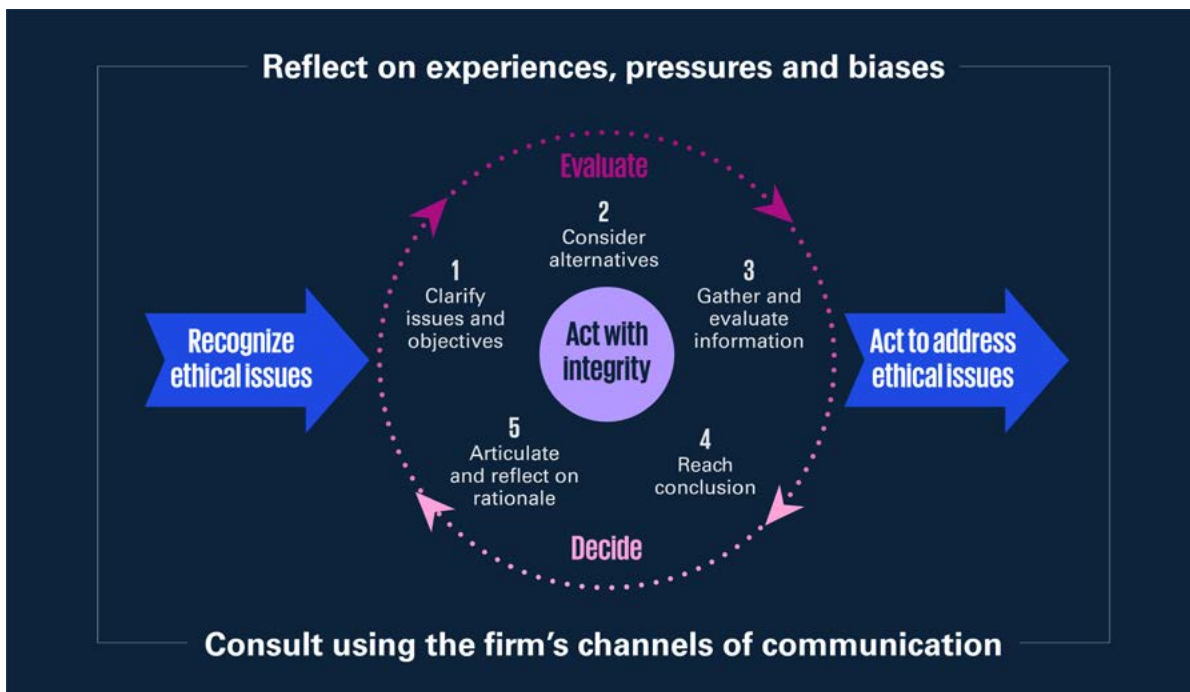 Reflect on experiences, pressures and biases
Evaluate
2
Consider
alternatives
1
Clarify
issues and
objectives
3
Gather and
evaluate
information
Recognize
ethical issues
Act with
integrity
Act to address
ethical issues
5
Articulate
and reflect on
rationale
4
Reach
conclusion
Decide
Consult using the firm's channels of communication